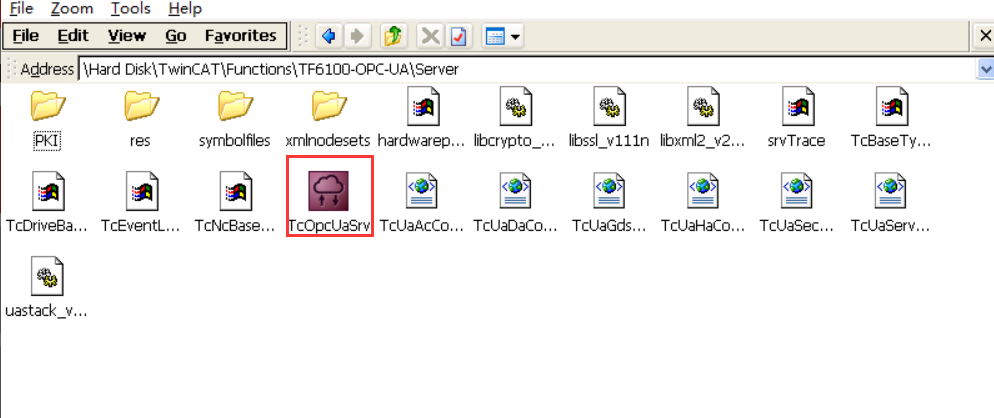 File Zoom Tools Help
File Edit View Go Favorites
Address \Hard Disk\TwinCAT\Functions\TF6100-OPC-UA\Server
PKI res symbolfiles xmlnodesets hardwarep... libcrypto_... libssl_v111n libxml2_v2... srvTrace TcBaseTy...
TcDriveBa... TcEventL... TcNcBase... TcOpcUaSrv TcUaAcCo... TcUaDaCo... TcUaGds... TcUaHaCo... TcUaSec... TcUaServ...
uastack_v...